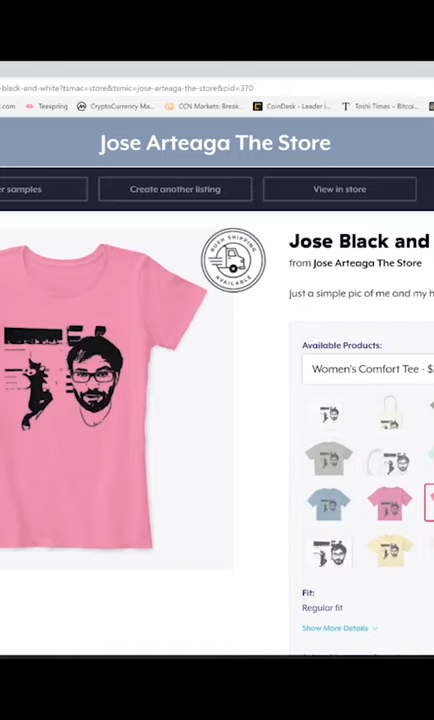 -black-and-white?tsmac=store&tsmic=jose-arteaga-the-store&pid=370
.com Teespring CryptoCurrency Ma... CCN Markets: Break... CoinDesk - Leader i... Toshi Times – Bitcoi...
Jose Arteaga The Store
er samples Create another listing View in store
RUSH SHIPPING
AVAILABLE
Jose Black and
from Jose Arteaga The Store
Just a simple pic of me and my h
Available Products:
Women's Comfort Tee - $
Fit:
Regular fit
Show More Details